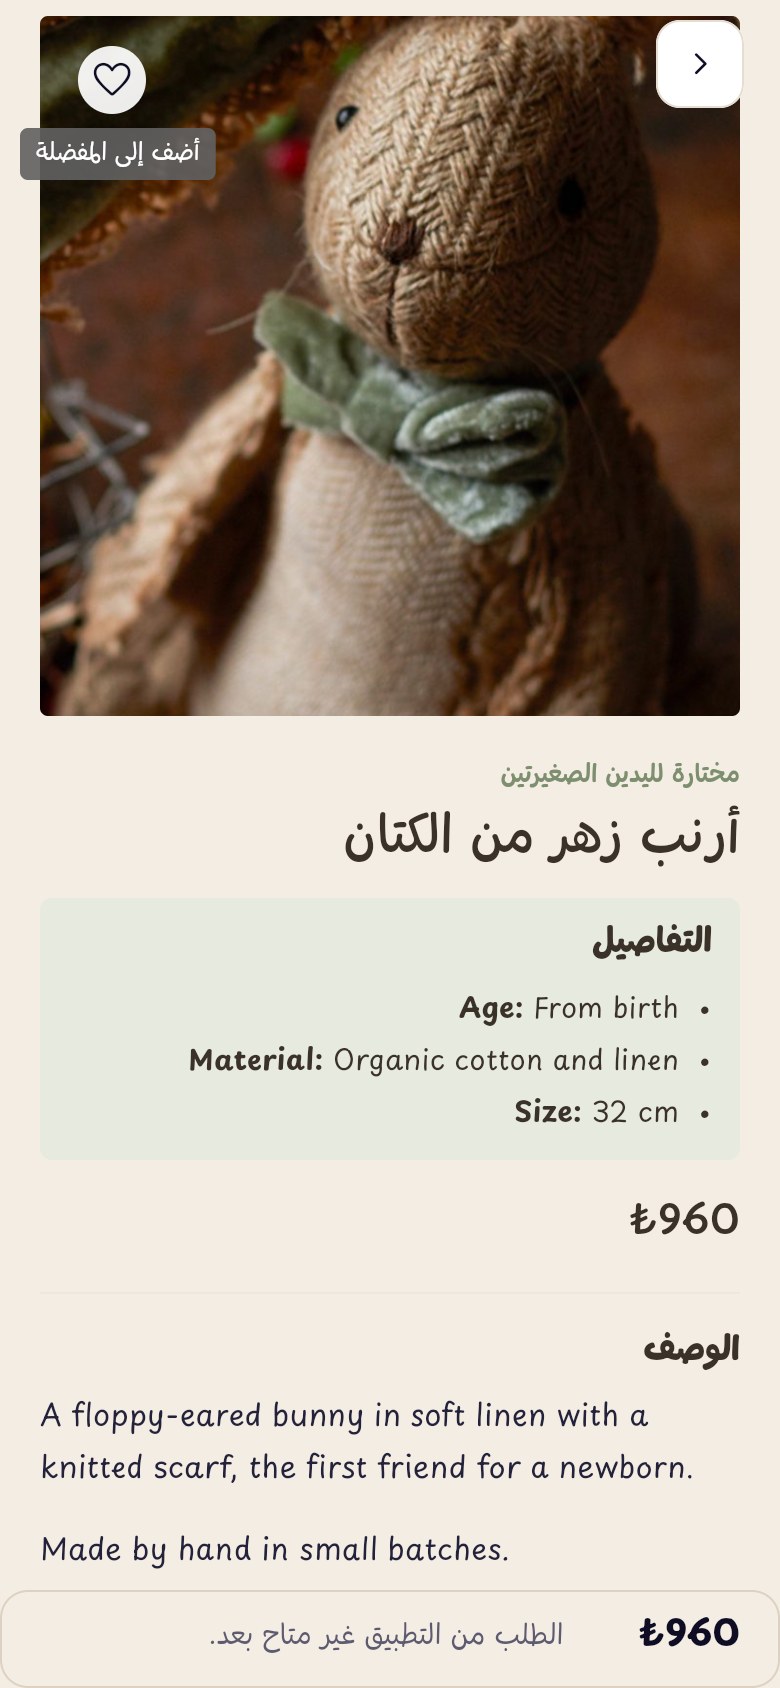 أضف إلى المفضلة
مختارة لليدين الصغيرتين
أرنب زهر من الكتان
التفاصيل
• Age: From birth
• Material: Organic cotton and linen
• Size: 32 cm
₺960
الوصف
A floppy-eared bunny in soft linen with a
knitted scarf, the first friend for a newborn.
Made by hand in small batches.
₺960 الطلب من التطبيق غير متاح بعد.